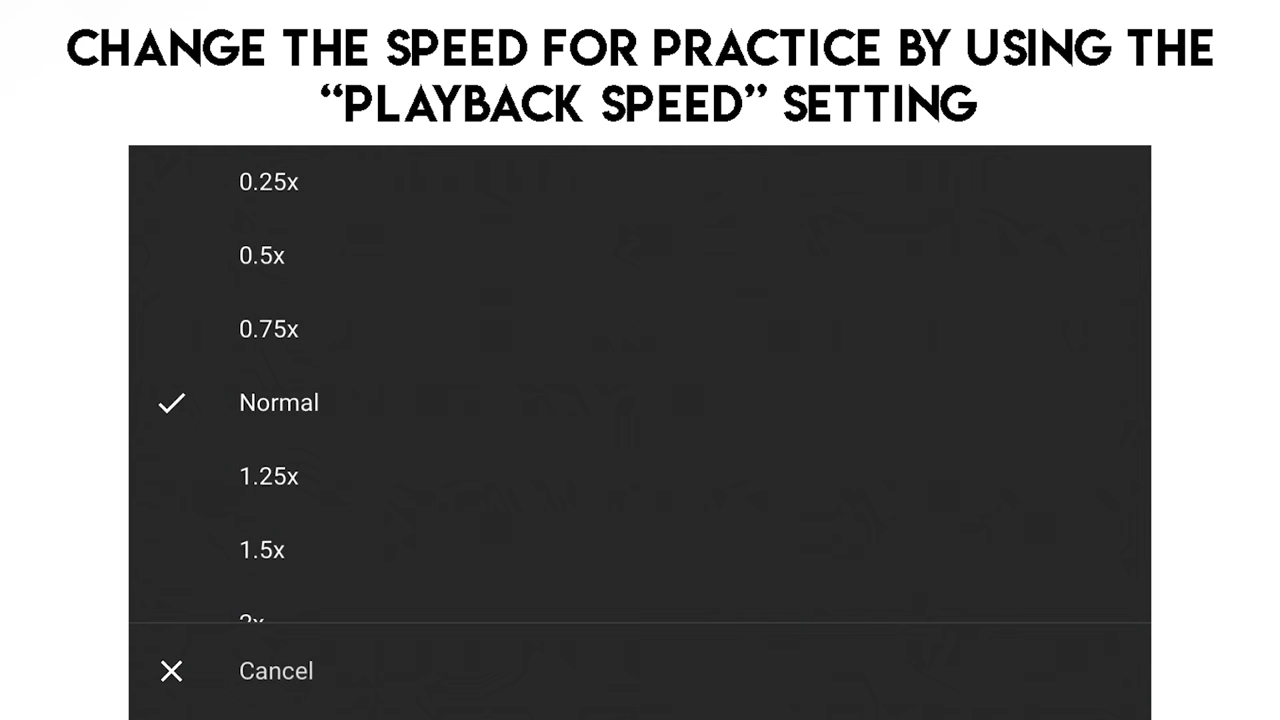 CHANGE THE SPEED FOR PRACTICE BY USING THE
“PLAYBACK SPEED” SETTING
0.25x
0.5x
0.75x
Normal
1.25x
1.5x
2x
Cancel